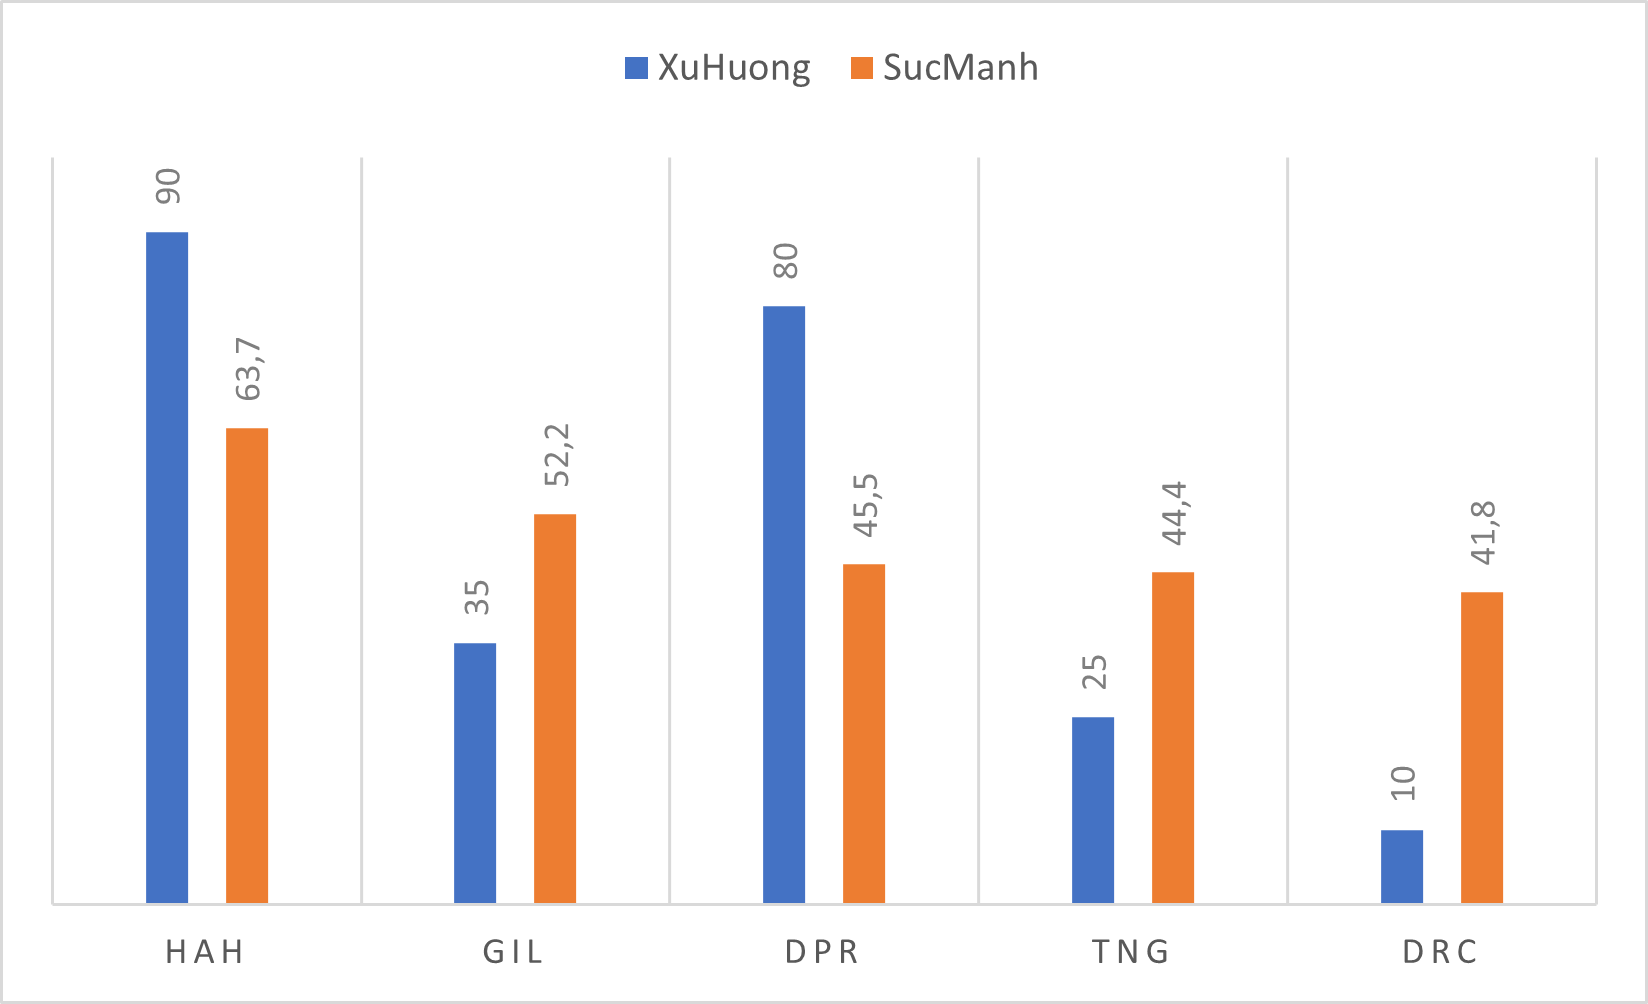 XuHuong SucManh
90 63,7 35 52,2 80 45,5 25 44,4 10 41,8
HAH GIL DPR TNG DRC